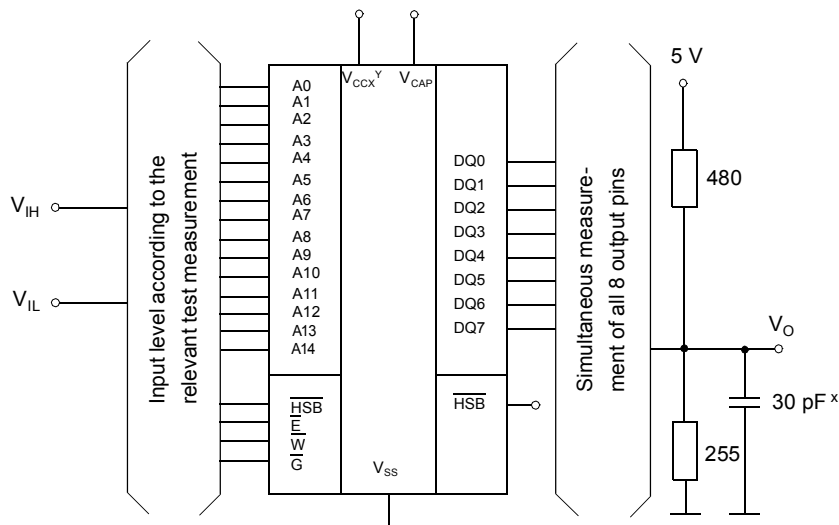 V_CCX^Y
V_CAP
A0
A1
A2
A3
A4
A5
A6
A7
A8
A9
A10
A11
A12
A13
A14
HSB
E
W
G
V_SS
DQ0
DQ1
DQ2
DQ3
DQ4
DQ5
DQ6
DQ7
HSB
V_IH
V_IL
Input level according to the
relevant test measurement
Simultaneous measure-
ment of all 8 output pins
5 V
480
V_O
30 pF ^x
255